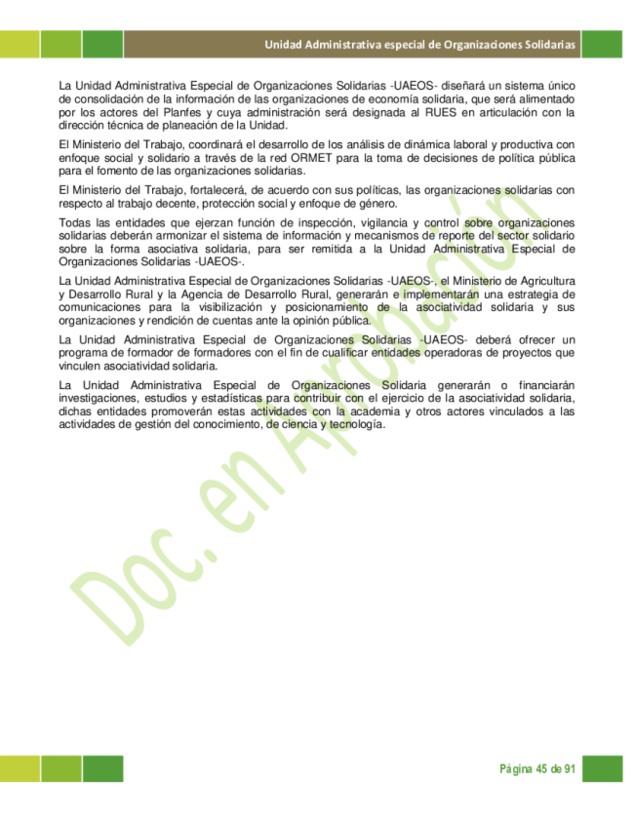 Unidad Administrativa especial de Organizaciones Solidarias
La Unidad Administrativa Especial de Organizaciones Solidarias -UAEOS- diseñará un sistema único
de consolidación de la información de las organizaciones de economía solidaria, que será alimentado
por los actores del Planfes y cuya administración será designada al RUES en articulación con la
dirección técnica de planeación de la Unidad.
El Ministerio del Trabajo, coordinará el desarrollo de los análisis de dinámica laboral y productiva con
enfoque social y solidario a través de la red ORMET para la toma de decisiones de política pública
para el fomento de las organizaciones solidarias.
El Ministerio del Trabajo, fortalecerá, de acuerdo con sus políticas, las organizaciones solidarias con
respecto al trabajo decente, protección social y enfoque de género.
Todas las entidades que ejerzan función de inspección, vigilancia y control sobre organizaciones
solidarias deberán armonizar el sistema de información y mecanismos de reporte del sector solidario
sobre la forma asociativa solidaria, para ser remitida a la Unidad Administrativa Especial de
Organizaciones Solidarias -UAEOS-.
La Unidad Administrativa Especial de Organizaciones Solidarias -UAEOS-, el Ministerio de Agricultura
y Desarrollo Rural y la Agencia de Desarrollo Rural, generarán e implementarán una estrategia de
comunicaciones para la visibilización y posicionamiento de la asociatividad solidaria y sus
organizaciones y rendición de cuentas ante la opinión pública.
La Unidad Administrativa Especial de Organizaciones Solidarias -UAEOS- deberá ofrecer un
programa de formador de formadores con el fin de cualificar entidades operadoras de proyectos que
vinculen asociatividad solidaria.
La Unidad Administrativa Especial de Organizaciones Solidaria generarán o financiarán
investigaciones, estudios y estadísticas para contribuir con el ejercicio de la asociatividad solidaria,
dichas entidades promoverán estas actividades con la academia y otros actores vinculados a las
actividades de gestión del conocimiento, de ciencia y tecnología.
Doc. en Aprobación
Página 45 de 91